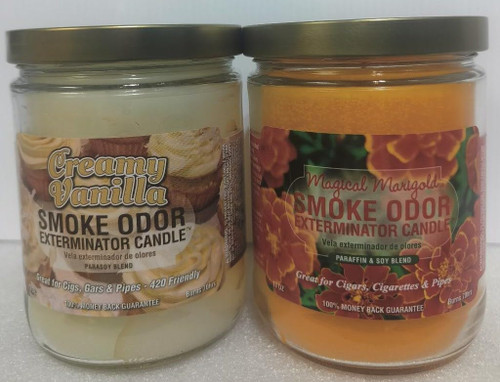 Creamy
Vanilla
SMOKE ODOR
EXTERMINATOR CANDLE™
Vela exterminador de olores
PARASOY BLEND
Great for Cigs, Gars & Pipes - 420 Friendly
100% MONEY BACK GUARANTEE
Magical Marigold
SMOKE ODOR
EXTERMINATOR CANDLE
Vela exterminador de olores
PARAFFIN & SOY BLEND
Great for Cigars, Cigarettes & Pipes
100% MONEY BACK GUARANTEE